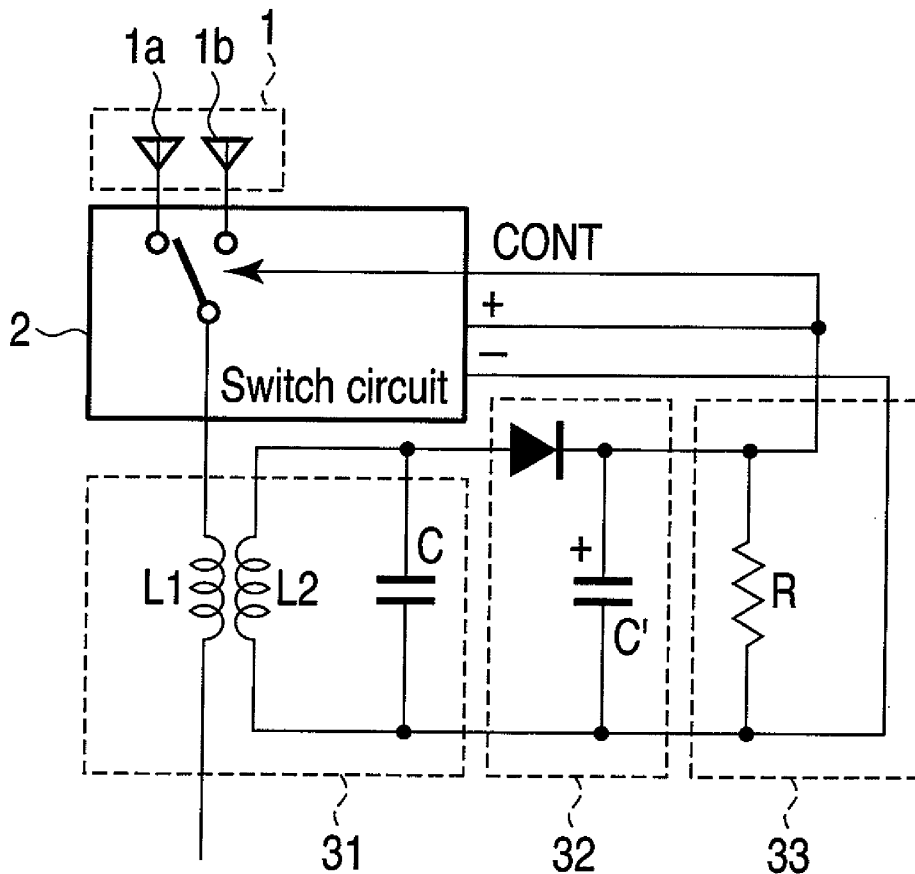 1a 1b 1
CONT
+
2
−
Switch circuit
L1 L2 C + C' R
31 32 33